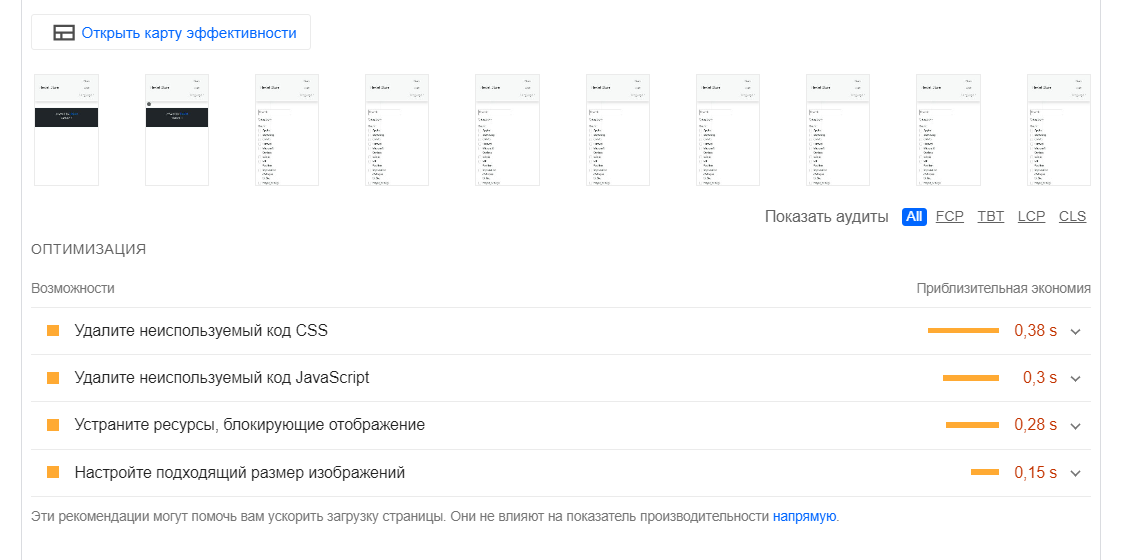 Открыть карту эффективности
Показать аудиты All FCP TBT LCP CLS
ОПТИМИЗАЦИЯ
Возможности Приблизительная экономия
Удалите неиспользуемый код CSS 0,38 s
Удалите неиспользуемый код JavaScript 0,3 s
Устраните ресурсы, блокирующие отображение 0,28 s
Настройте подходящий размер изображений 0,15 s
Эти рекомендации могут помочь вам ускорить загрузку страницы. Они не влияют на показатель производительности напрямую.